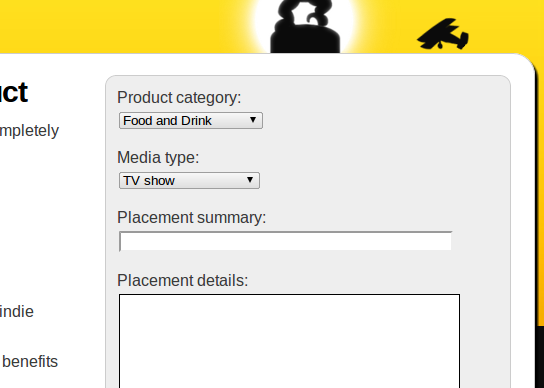 uct
mpletely
indie
benefits
Product category:
Food and Drink
Media type:
TV show
Placement summary:
Placement details: